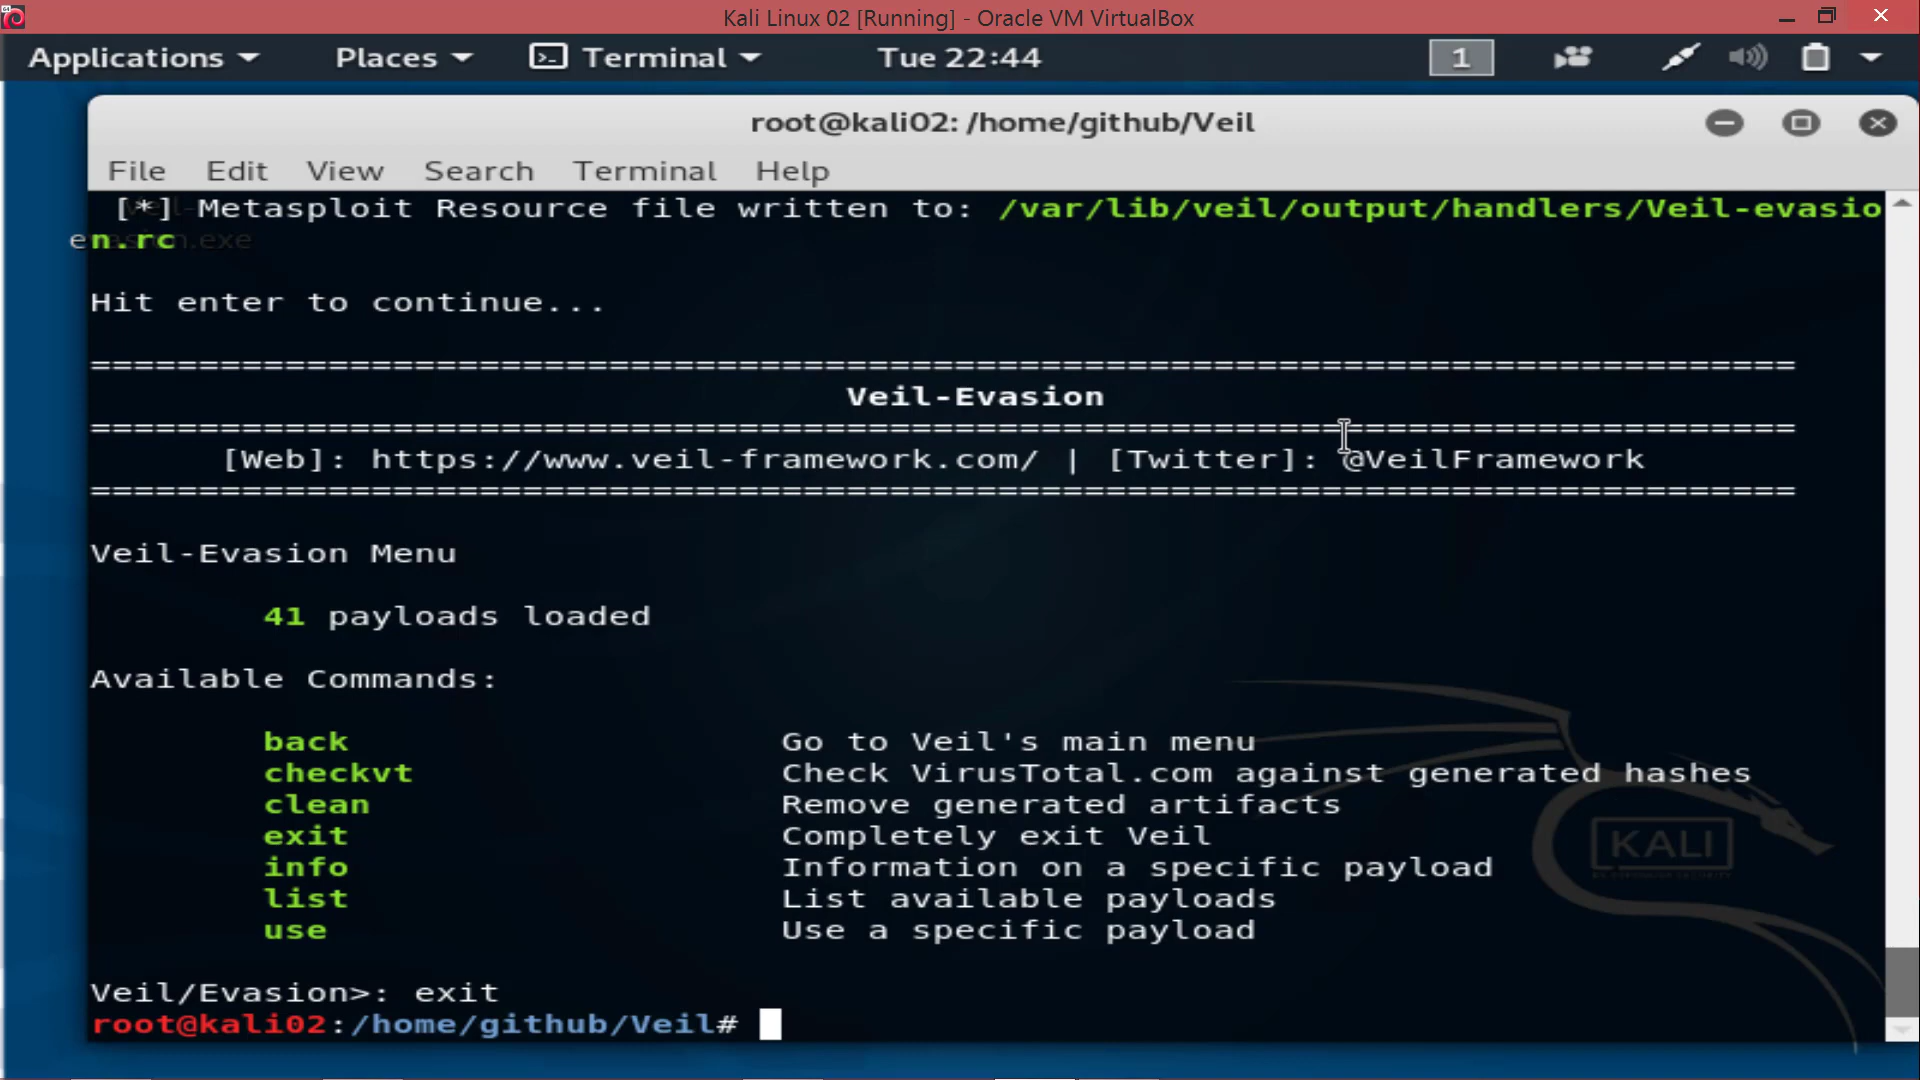 Kali Linux 02 [Running] - Oracle VM VirtualBox
Applications Places Terminal Tue 22:44 1
root@kali02: /home/github/Veil
File Edit View Search Terminal Help
[*] Metasploit Resource file written to: /var/lib/veil/output/handlers/Veil-evasio
n.rc
Hit enter to continue...
===============================================================================
Veil-Evasion
===============================================================================
[Web]: https://www.veil-framework.com/ | [Twitter]: @VeilFramework
===============================================================================
Veil-Evasion Menu
41 payloads loaded
Available Commands:
back Go to Veil's main menu
checkvt Check VirusTotal.com against generated hashes
clean Remove generated artifacts
exit Completely exit Veil
info Information on a specific payload
list List available payloads
use Use a specific payload
KALI
Veil/Evasion>: exit
root@kali02:/home/github/Veil#